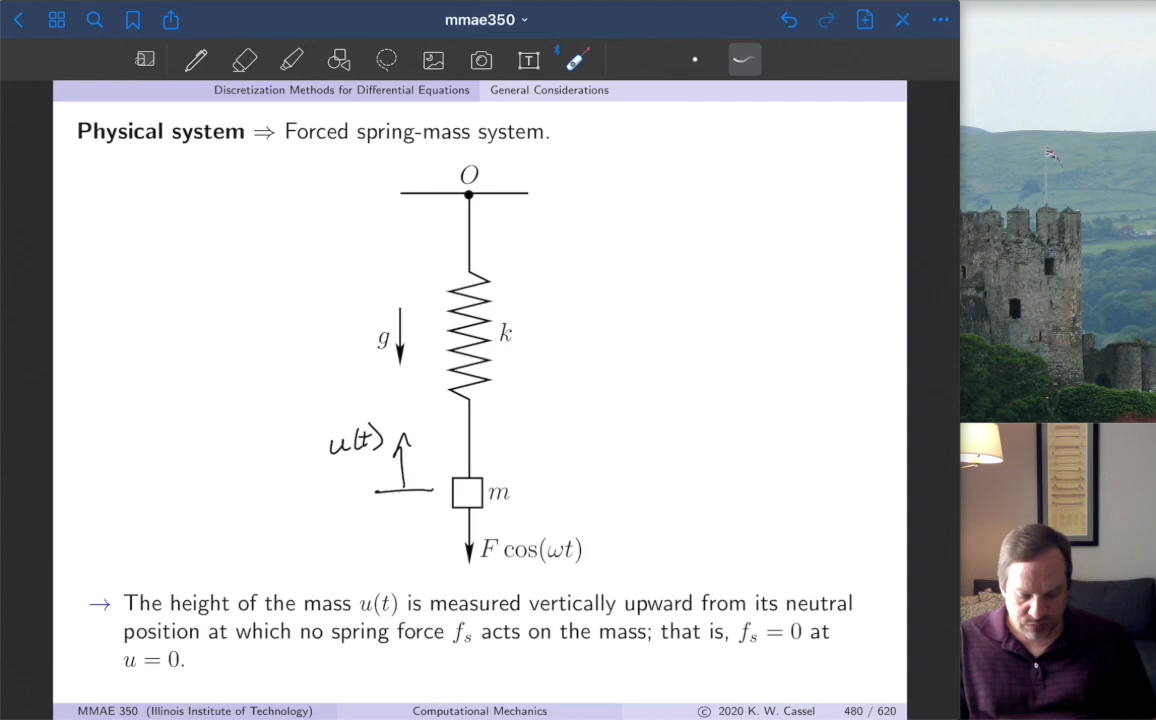 mmae350
T
Discretization Methods for Differential Equations General Considerations
Physical system ⇒ Forced spring-mass system.
O
g
k
u(t)
m
F cos(ωt)
→ The height of the mass u(t) is measured vertically upward from its neutral
position at which no spring force fs acts on the mass; that is, fs = 0 at
u = 0.
MMAE 350 (Illinois Institute of Technology) Computational Mechanics © 2020 K. W. Cassel 480 / 620